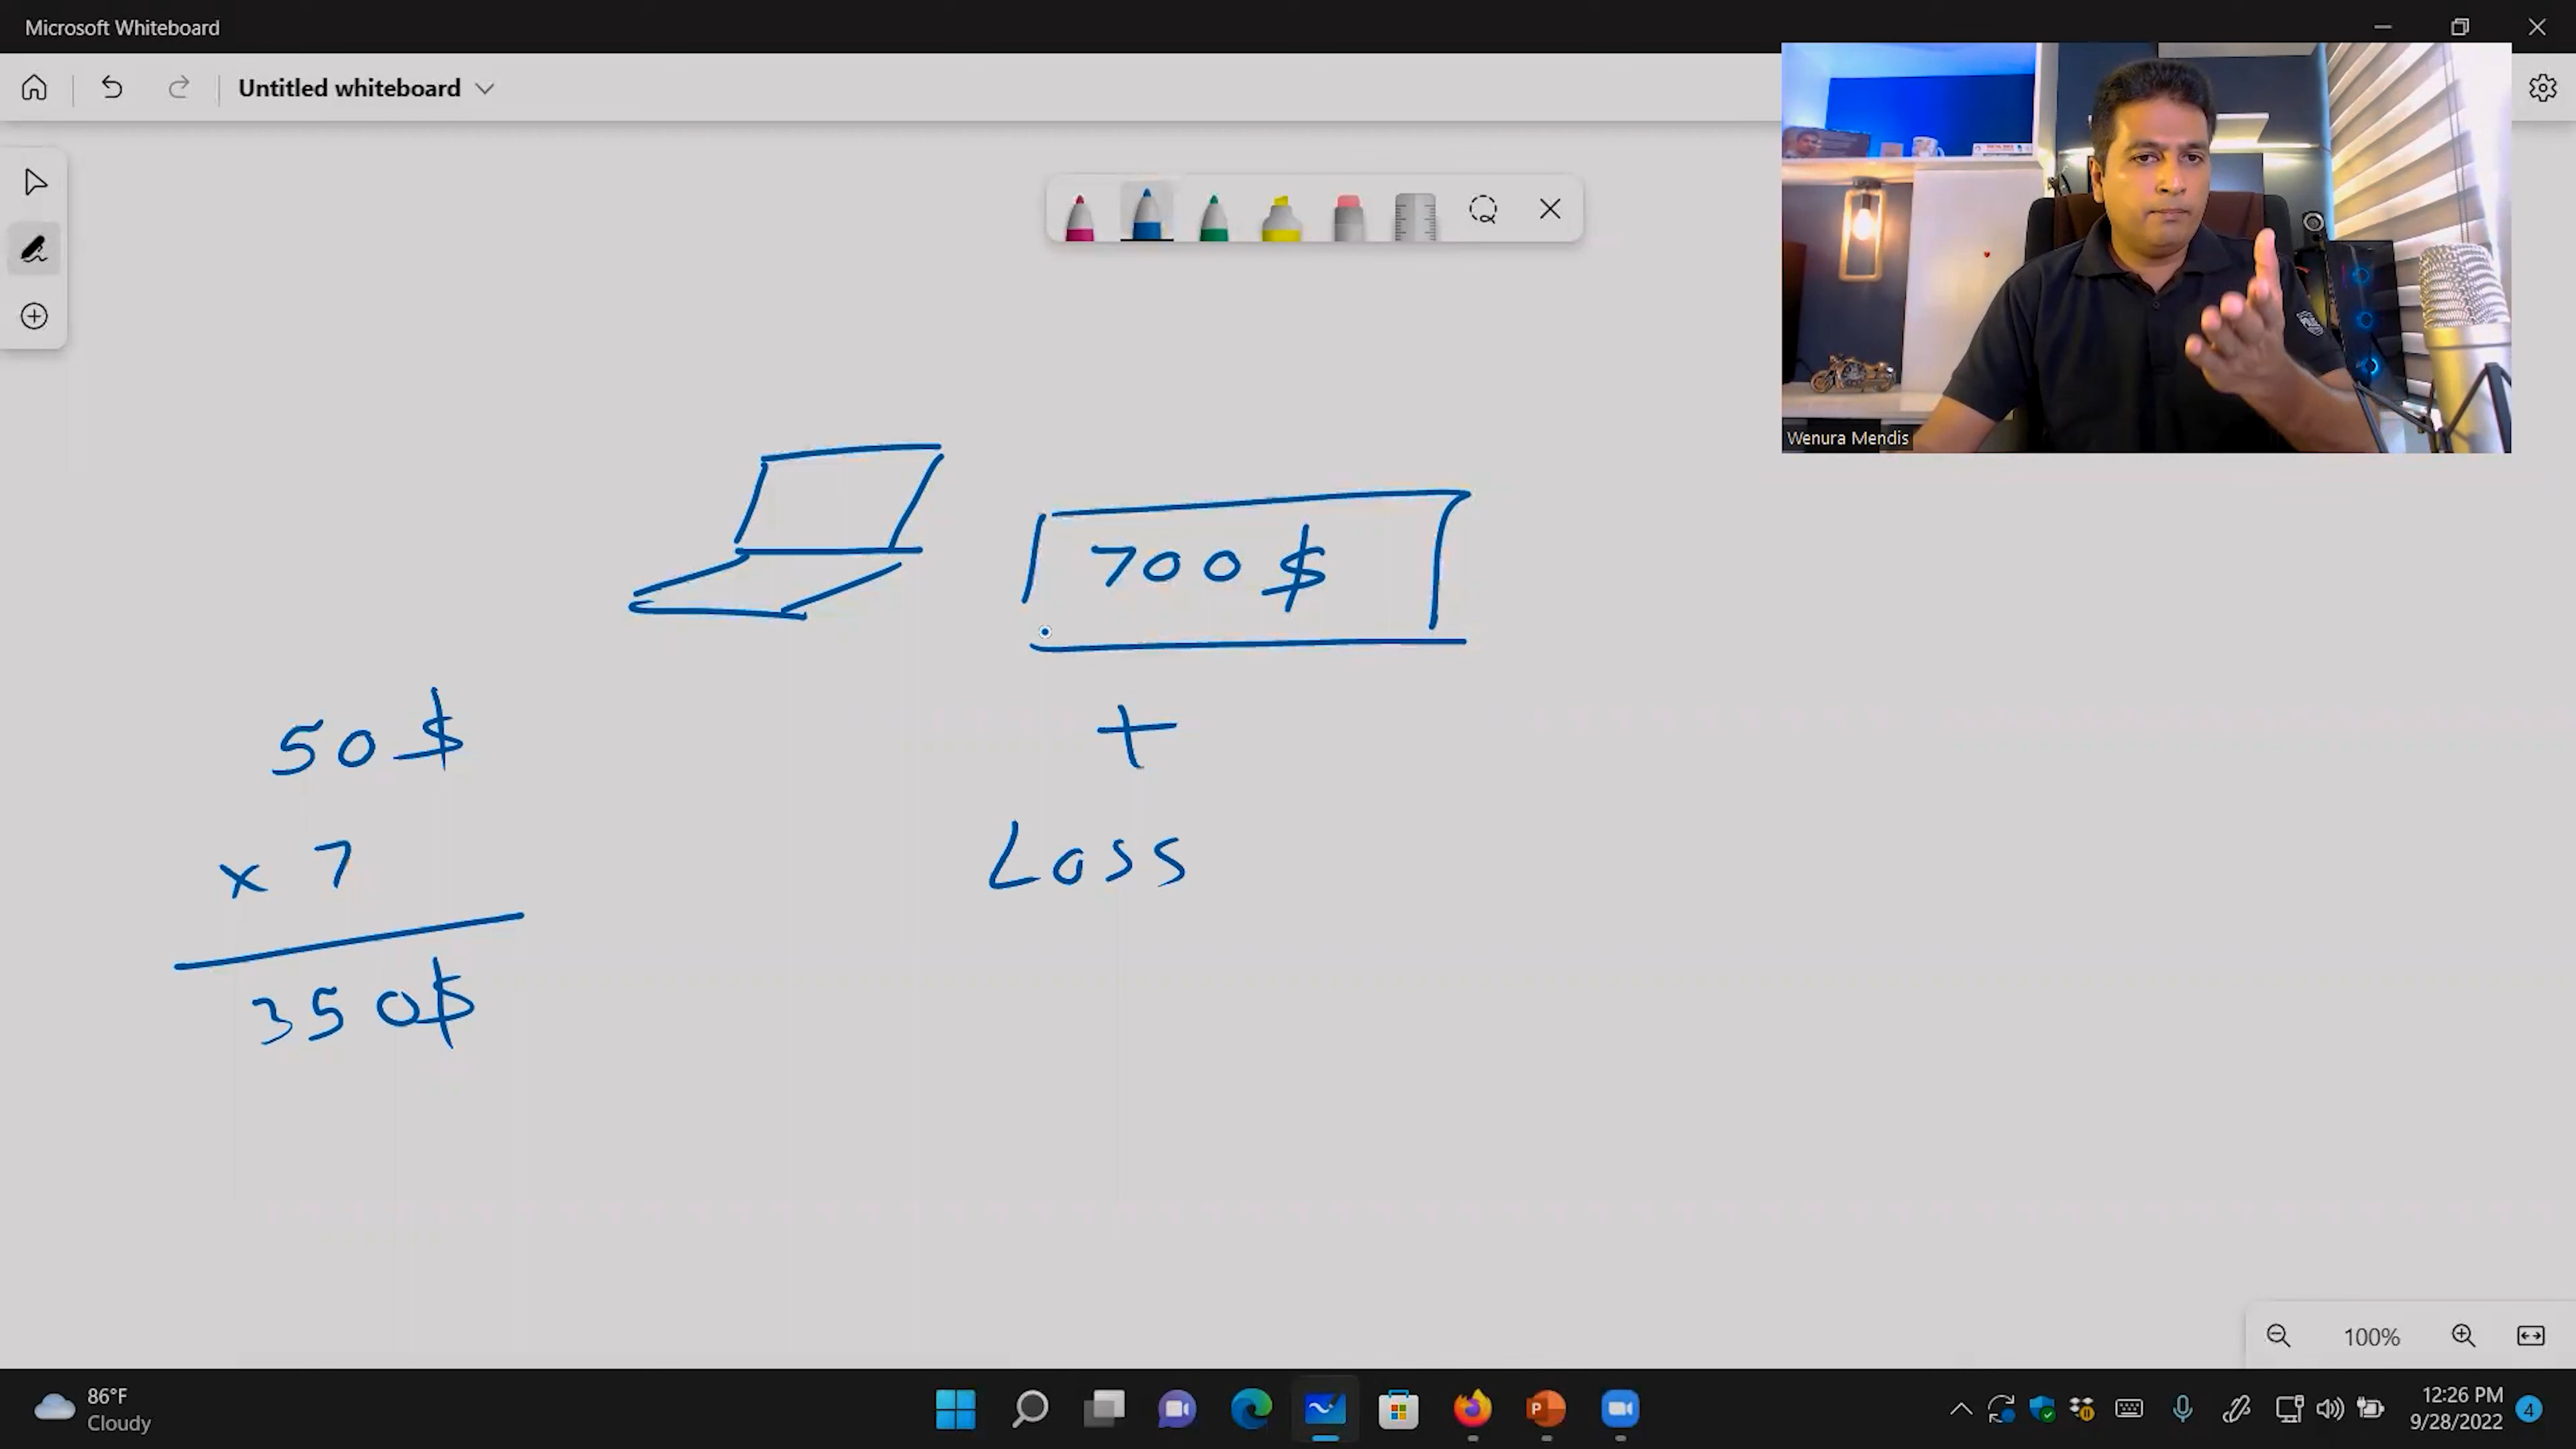 Microsoft Whiteboard
Untitled whiteboard
Wenura Mendis
700 $
+
Loss
50 $
x 7
350$
100%
86°F
Cloudy
12:26 PM
9/28/2022
4